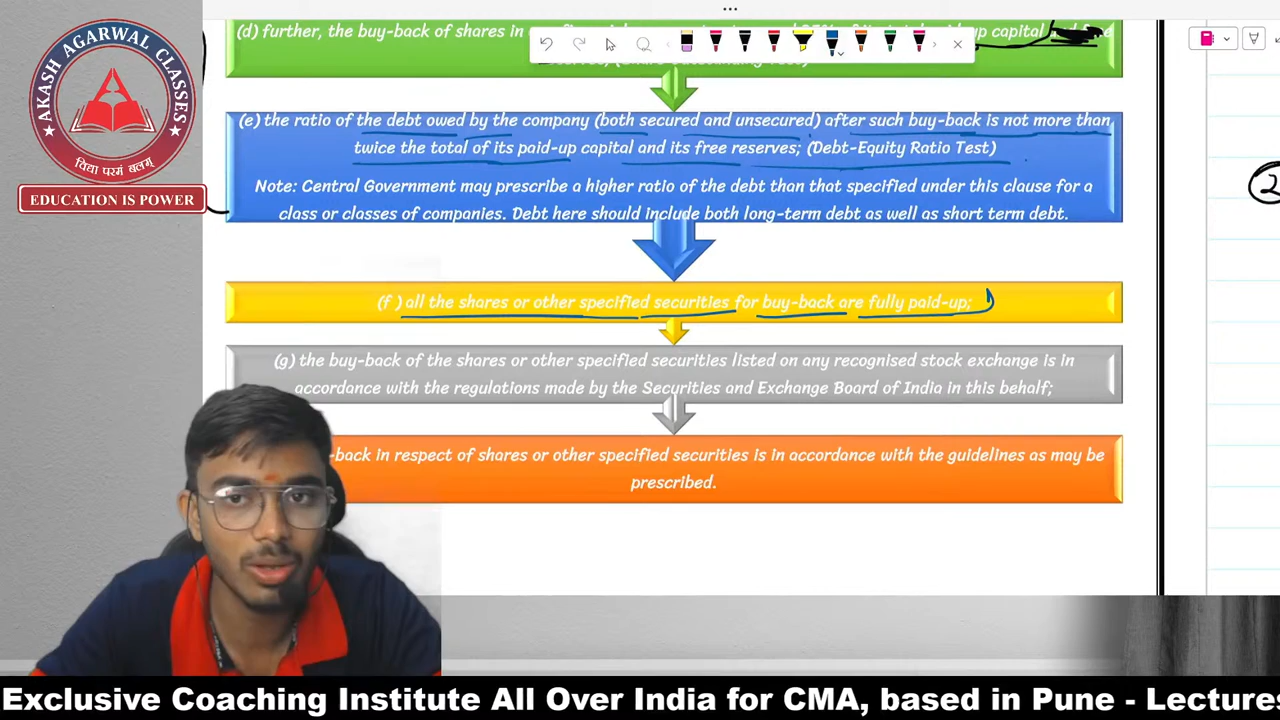 AKASH AGARWAL CLASSES
विद्या परमं बलम्
EDUCATION IS POWER
(d) further, the buy-back of shares in
up capital
(e) the ratio of the debt owed by the company (both secured and unsecured) after such buy-back is not more than
twice the total of its paid-up capital and its free reserves; (Debt-Equity Ratio Test)
Note: Central Government may prescribe a higher ratio of the debt than that specified under this clause for a
class or classes of companies. Debt here should include both long-term debt as well as short term debt.
2
(f ) all the shares or other specified securities for buy-back are fully paid-up;
(g) the buy-back of the shares or other specified securities listed on any recognised stock exchange is in
accordance with the regulations made by the Securities and Exchange Board of India in this behalf;
-back in respect of shares or other specified securities is in accordance with the guidelines as may be
prescribed.
Exclusive Coaching Institute All Over India for CMA, based in Pune - Lectures